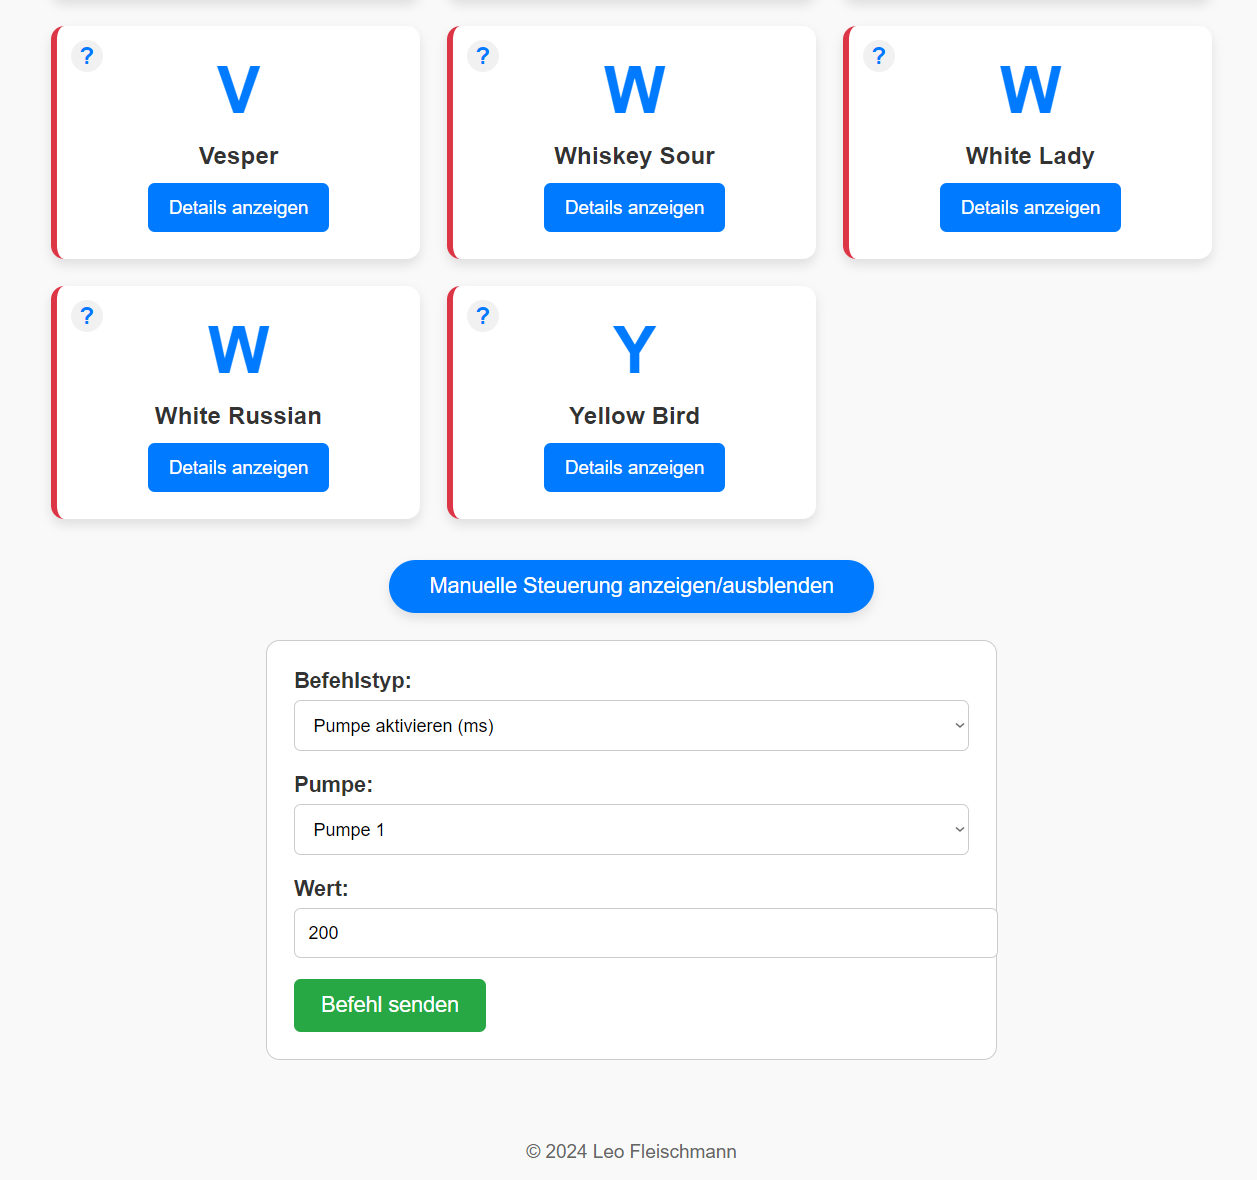 ? ? ?
V W W
Vesper Whiskey Sour White Lady
Details anzeigen Details anzeigen Details anzeigen
? ?
W Y
White Russian Yellow Bird
Details anzeigen Details anzeigen
Manuelle Steuerung anzeigen/ausblenden
Befehlstyp:
Pumpe aktivieren (ms)
Pumpe:
Pumpe 1
Wert:
200
Befehl senden
© 2024 Leo Fleischmann